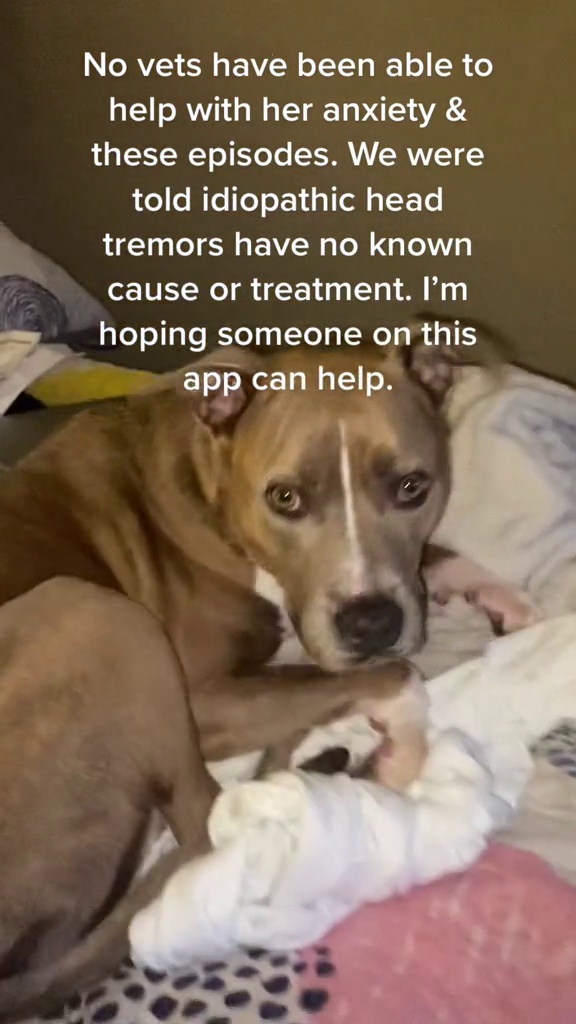 No vets have been able to
help with her anxiety &
these episodes. We were
told idiopathic head
tremors have no known
cause or treatment. I’m
hoping someone on this
app can help.